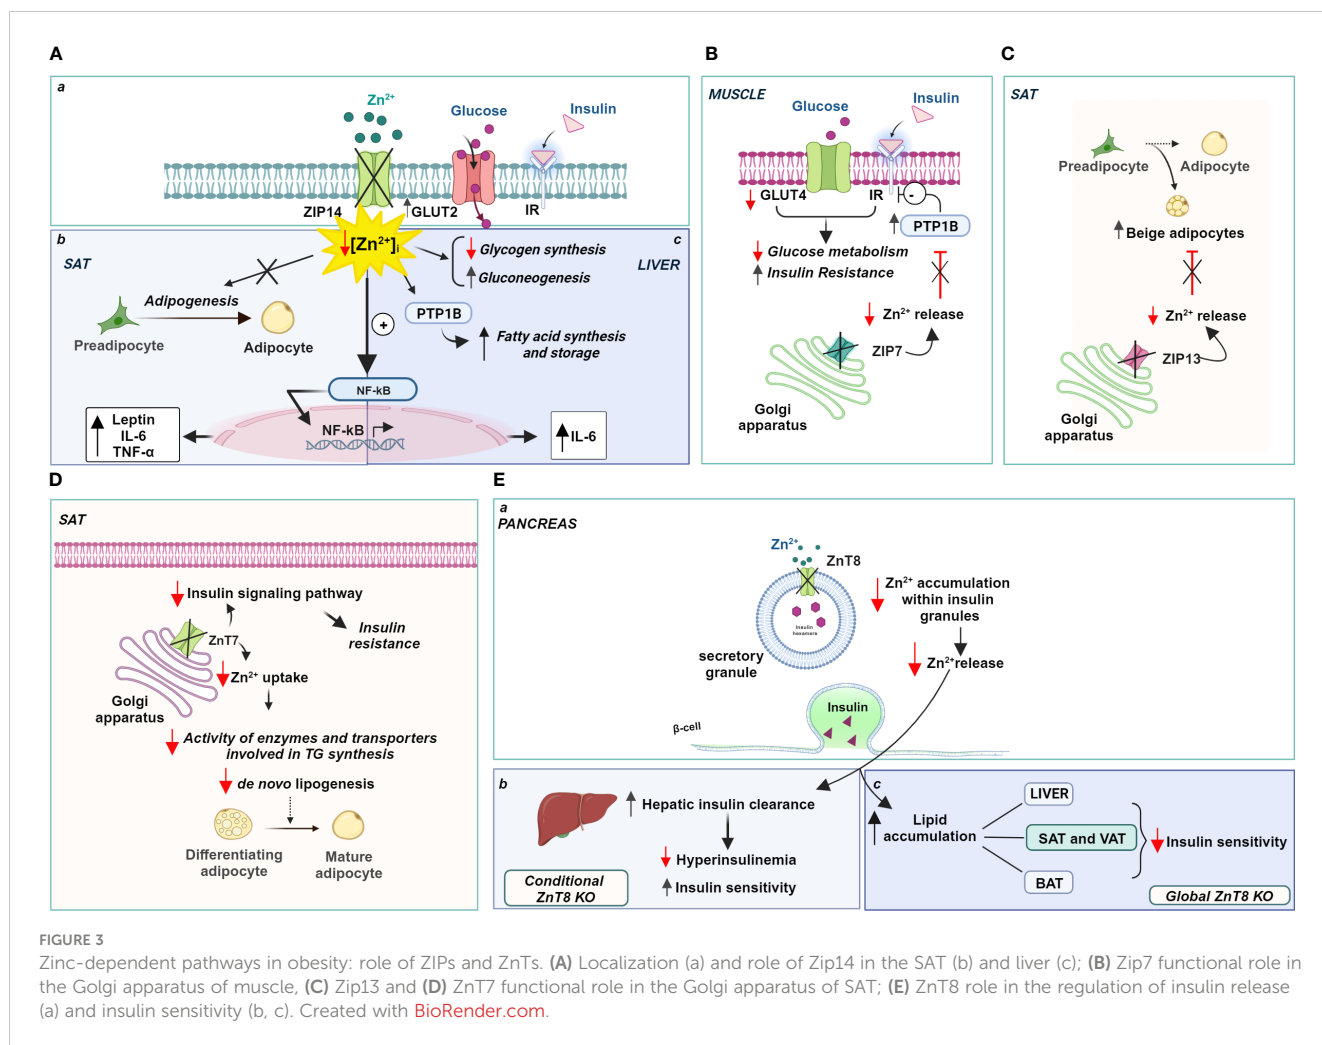 A
a
Zn2+
Glucose
Insulin
ZIP14
GLUT2
IR
b
SAT
[Zn2+]i
Adipogenesis
Preadipocyte
Adipocyte
+
c
LIVER
Glycogen synthesis
Gluconeogenesis
PTP1B
Fatty acid synthesis
and storage
NF-kB
NF-kB
Leptin
IL-6
TNF-α
IL-6
B
MUSCLE
Glucose
Insulin
GLUT4
IR
-
PTP1B
Glucose metabolism
Insulin Resistance
Zn2+ release
ZIP7
Golgi
apparatus
C
SAT
Preadipocyte
Adipocyte
Beige adipocytes
Zn2+ release
ZIP13
Golgi
apparatus
D
SAT
Insulin signaling pathway
Insulin
resistance
ZnT7
Zn2+ uptake
Golgi
apparatus
Activity of enzymes and transporters
involved in TG synthesis
de novo lipogenesis
Differentiating
adipocyte
Mature
adipocyte
E
a
PANCREAS
Zn2+
ZnT8
Insulin
hexamers
secretory
granule
Zn2+ accumulation
within insulin
granules
Zn2+release
Insulin
β-cell
b
Hepatic insulin clearance
Hyperinsulinemia
Insulin sensitivity
Conditional
ZnT8 KO
c
Lipid
accumulation
LIVER
SAT and VAT
BAT
Insulin sensitivity
Global ZnT8 KO
FIGURE 3
Zinc-dependent pathways in obesity: role of ZIPs and ZnTs. (A) Localization (a) and role of Zip14 in the SAT (b) and liver (c); (B) Zip7 functional role in
the Golgi apparatus of muscle, (C) Zip13 and (D) ZnT7 functional role in the Golgi apparatus of SAT; (E) ZnT8 role in the regulation of insulin release
(a) and insulin sensitivity (b, c). Created with BioRender.com.